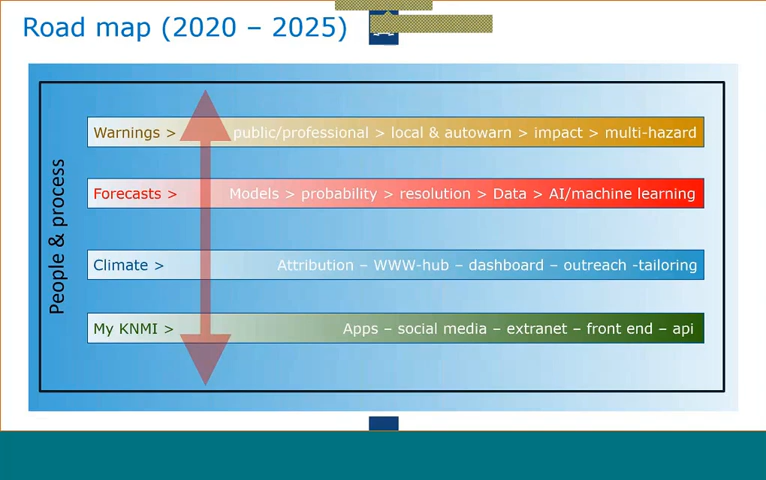 Road map (2020 – 2025)
People & process
Warnings > public/professional > local & autowarn > impact > multi-hazard
Forecasts > Models > probability > resolution > Data > AI/machine learning
Climate > Attribution – WWW-hub – dashboard – outreach -tailoring
My KNMI > Apps – social media – extranet – front end – api